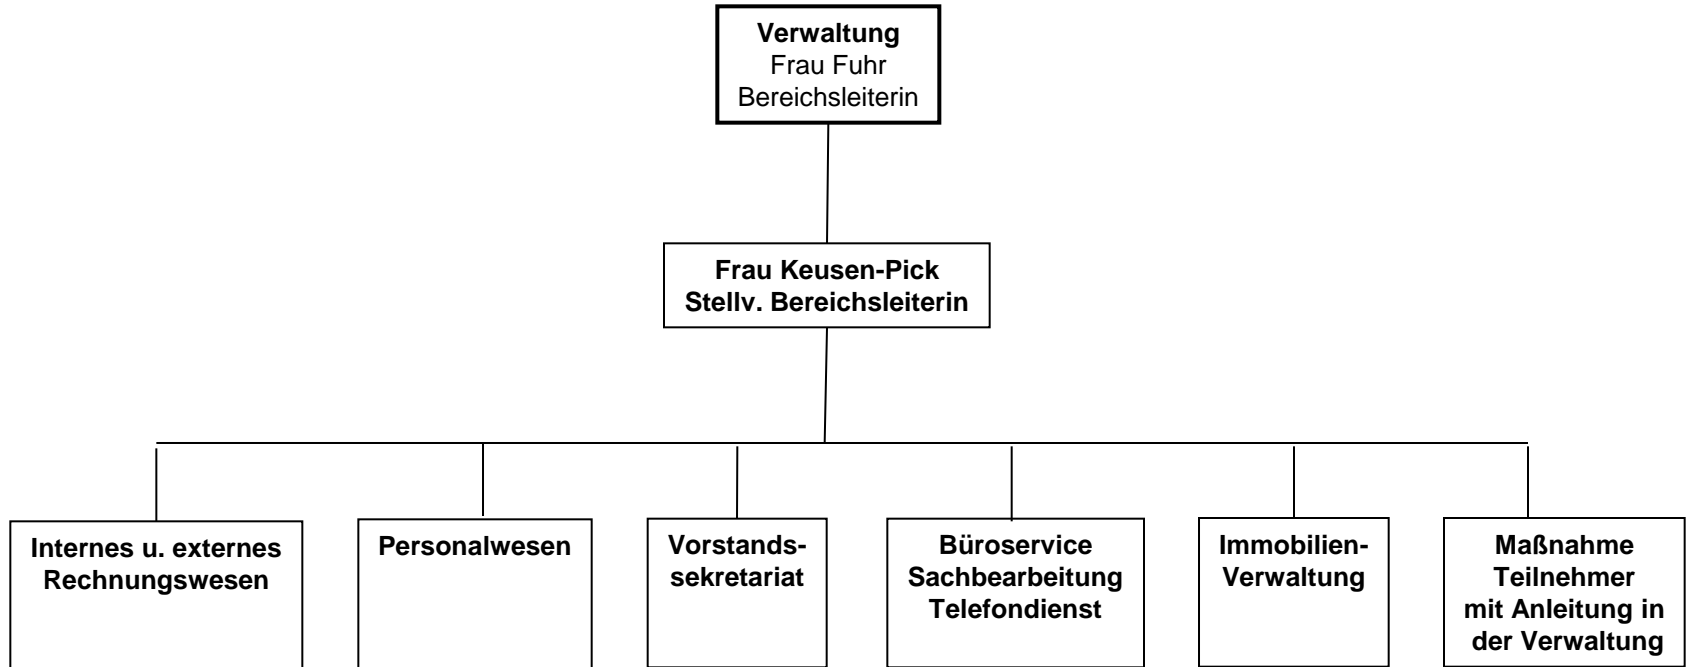 Verwaltung
Frau Fuhr
Bereichsleiterin
Frau Keusen-Pick
Stellv. Bereichsleiterin
Internes u. externes
Rechnungswesen
Personalwesen
Vorstands-
sekretariat
Büroservice
Sachbearbeitung
Telefondienst
Immobilien-
Verwaltung
Maßnahme
Teilnehmer
mit Anleitung in
der Verwaltung